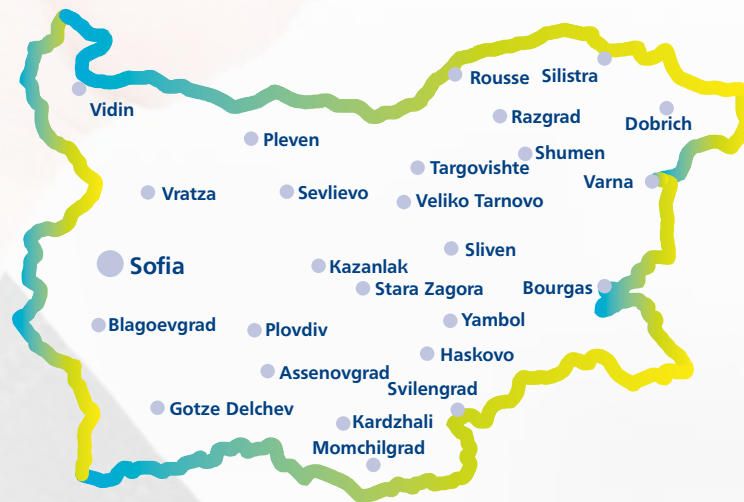 Rousse
Silistra
Vidin
Razgrad
Dobrich
Pleven
Shumen
Targovishte
Varna
Vratza
Sevlievo
Veliko Tarnovo
Sliven
Sofia
Kazanlak
Stara Zagora
Bourgas
Blagoevgrad
Plovdiv
Yambol
Haskovo
Assenovgrad
Svilengrad
Gotze Delchev
Kardzhali
Momchilgrad